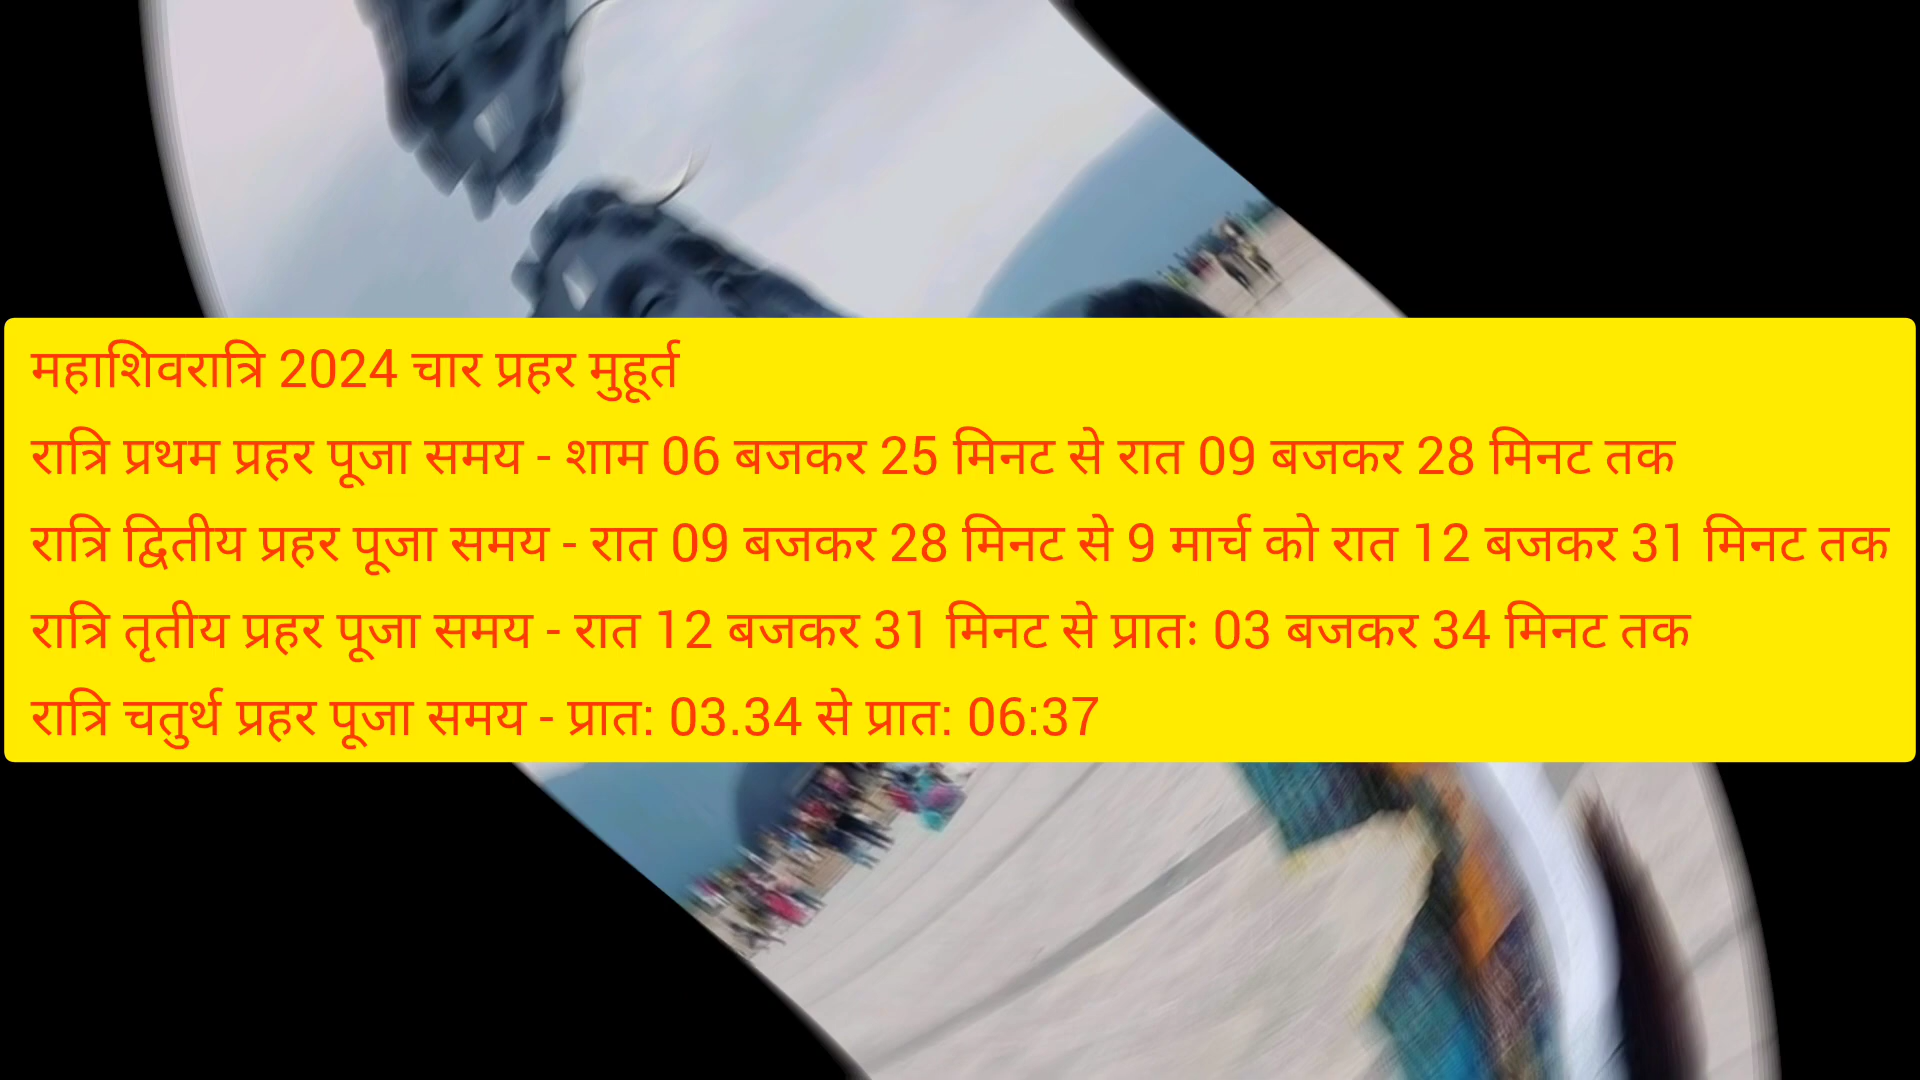 महाशिवरात्रि 2024 चार प्रहर मुहूर्त
रात्रि प्रथम प्रहर पूजा समय - शाम 06 बजकर 25 मिनट से रात 09 बजकर 28 मिनट तक
रात्रि द्वितीय प्रहर पूजा समय - रात 09 बजकर 28 मिनट से 9 मार्च को रात 12 बजकर 31 मिनट तक
रात्रि तृतीय प्रहर पूजा समय - रात 12 बजकर 31 मिनट से प्रातः 03 बजकर 34 मिनट तक
रात्रि चतुर्थ प्रहर पूजा समय - प्रात: 03.34 से प्रात: 06:37